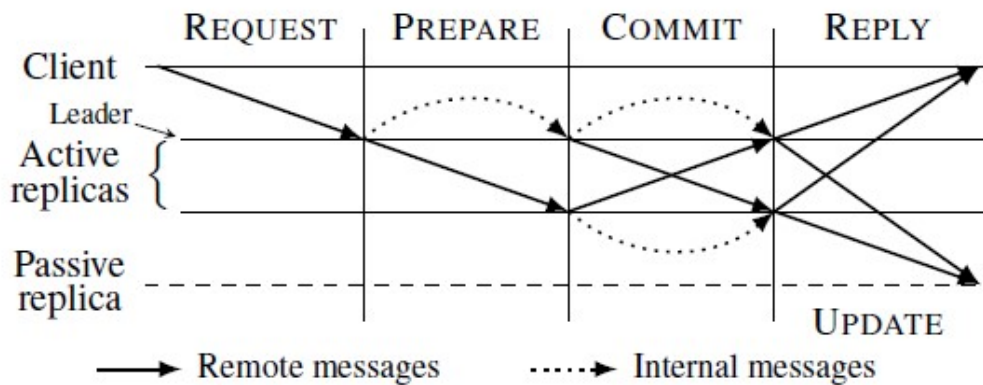 REQUEST PREPARE COMMIT REPLY
Client
Leader
Active
replicas
Passive
replica
UPDATE
Remote messages Internal messages